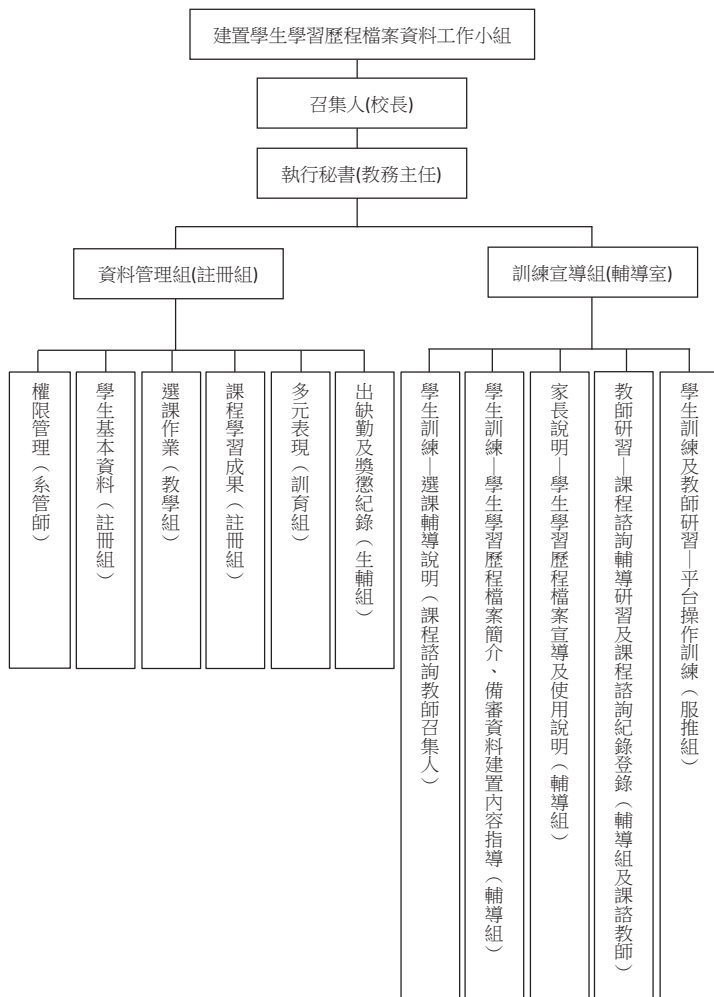 建置學生學習歷程檔案資料工作小組
召集人(校長)
執行秘書(教務主任)
資料管理組(註冊組)
訓練宣導組(輔導室)
權限管理（系管師）
學生基本資料（註冊組）
選課作業（教學組）
課程學習成果（註冊組）
多元表現（訓育組）
出缺勤及獎懲紀錄（生輔組）
學生訓練—選課輔導說明（課程諮詢教師召集人）
學生訓練—學生學習歷程檔案簡介、備審資料建置內容指導（輔導組）
家長說明—學生學習歷程檔案宣導及使用說明（輔導組）
教師研習—課程諮詢輔導研習及課程諮詢紀錄登錄（輔導組及課諮教師）
學生訓練及教師研習—平台操作訓練（服推組）